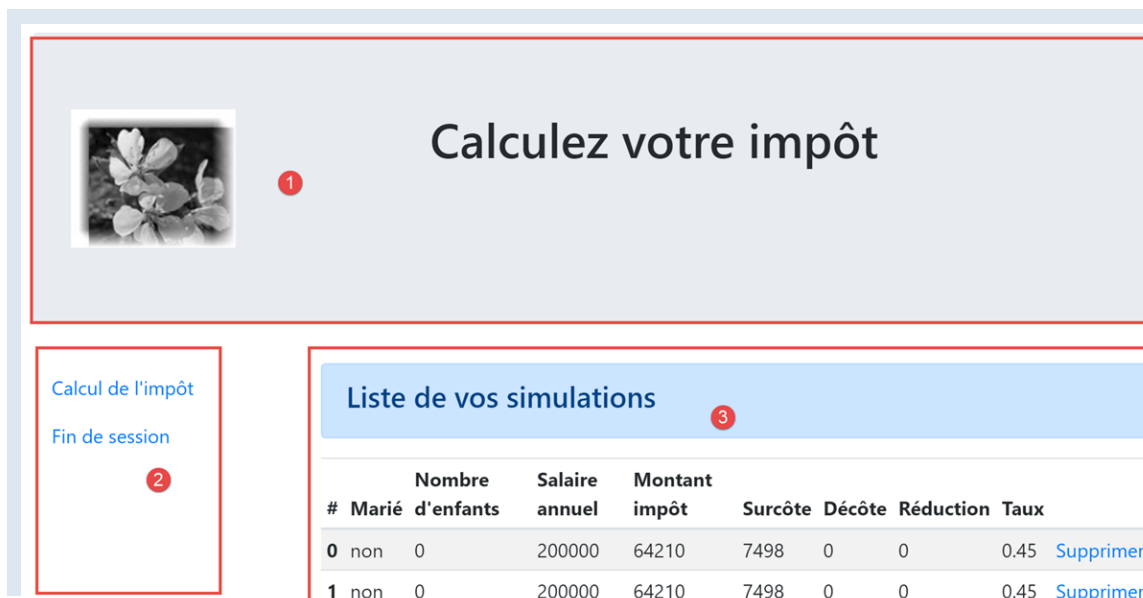 Calculez votre impôt
1
Calcul de l'impôt
Fin de session
2
Liste de vos simulations
3
# Marié Nombre d'enfants Salaire annuel Montant impôt Surcôte Décôte Réduction Taux
0 non 0 200000 64210 7498 0 0 0.45 Supprimer
1 non 0 200000 64210 7498 0 0 0.45 Supprimer